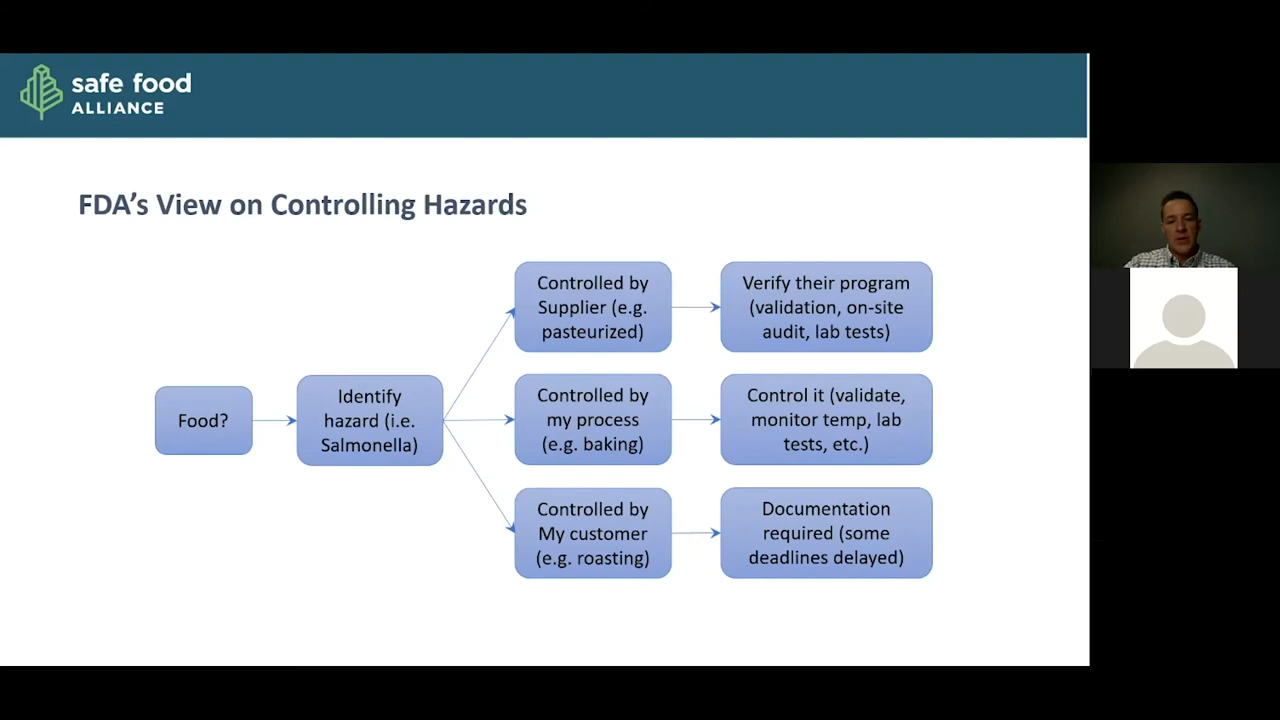 safe food
ALLIANCE
FDA's View on Controlling Hazards
Food?
Identify
hazard (i.e.
Salmonella)
Controlled by
Supplier (e.g.
pasteurized)
Verify their program
(validation, on-site
audit, lab tests)
Controlled by
my process
(e.g. baking)
Control it (validate,
monitor temp, lab
tests, etc.)
Controlled by
My customer
(e.g. roasting)
Documentation
required (some
deadlines delayed)